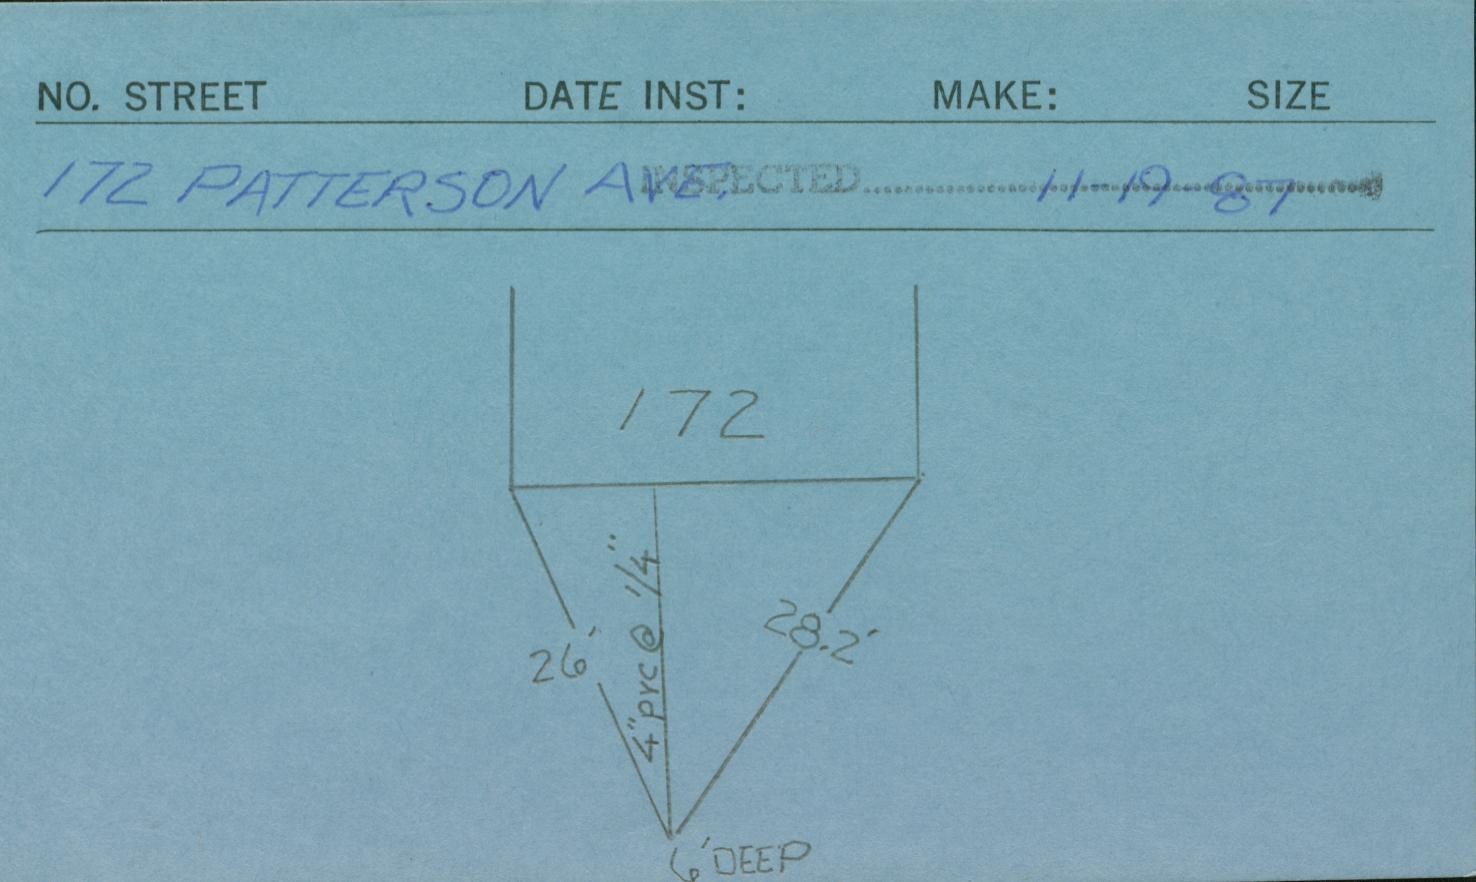 NO. STREET DATE INST: MAKE: SIZE
172 PATTERSON AVE. INSPECTED 11-19-87
172
4" pvc @ 1/4"
26'
28.2'
6' DEEP